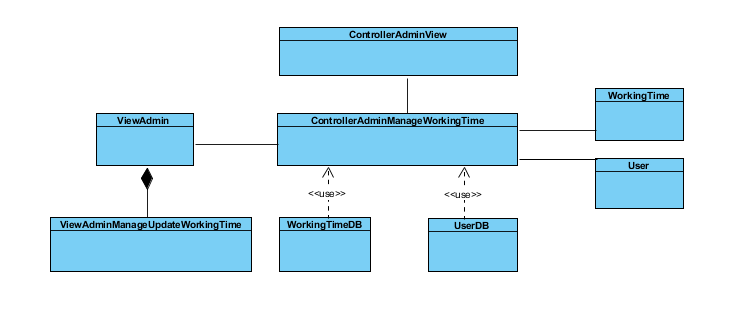 ControllerAdminView
WorkingTime
ViewAdmin
ControllerAdminManageWorkingTime
User
<<use>>
<<use>>
ViewAdminManageUpdateWorkingTime
WorkingTimeDB
UserDB